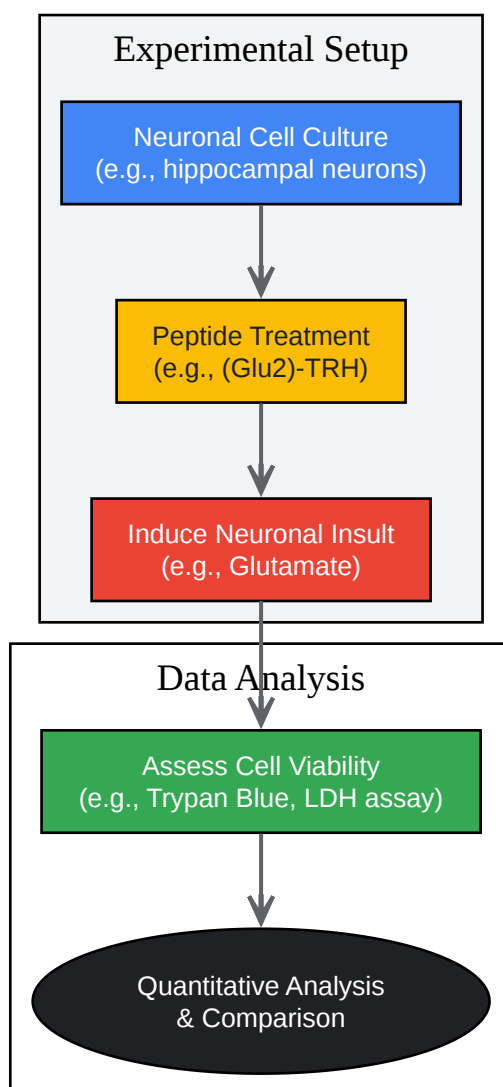 Experimental Setup
Neuronal Cell Culture
(e.g., hippocampal neurons)
Peptide Treatment
(e.g., (Glu2)-TRH)
Induce Neuronal Insult
(e.g., Glutamate)
Data Analysis
Assess Cell Viability
(e.g., Trypan Blue, LDH assay)
Quantitative Analysis
& Comparison